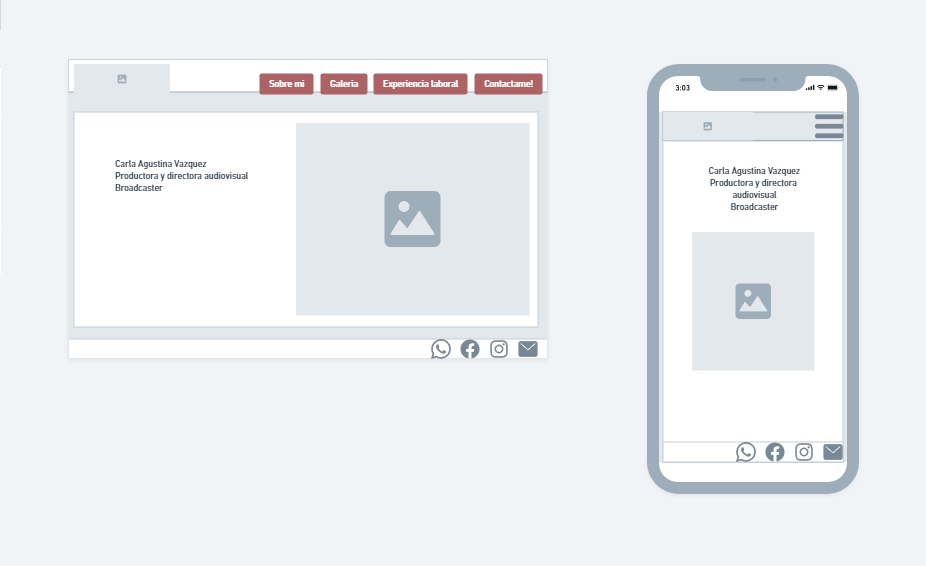 Sobre mi
Galeria
Experiencia laboral
Contactame!
Carla Agustina Vazquez
Productora y directora audiovisual
Broadcaster
3:03
Carla Agustina Vazquez
Productora y directora
audiovisual
Broadcaster